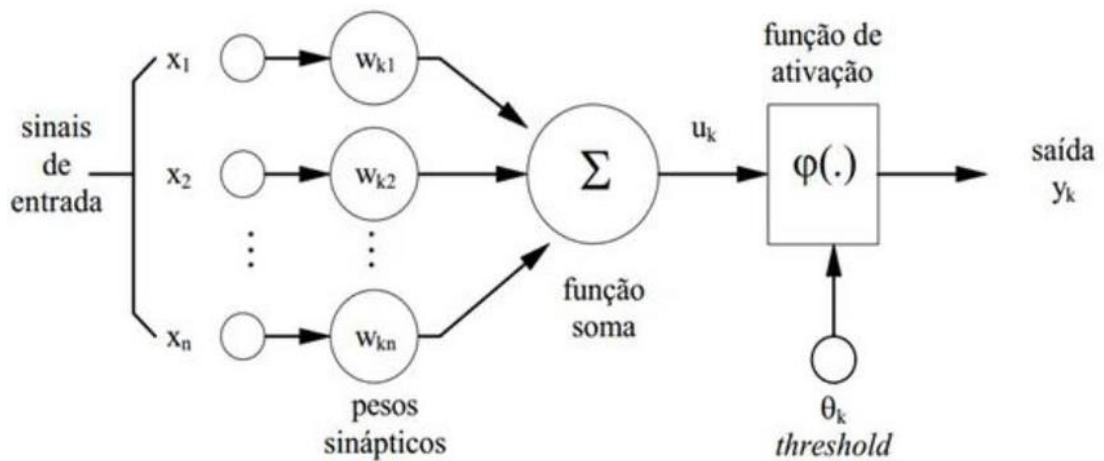 sinais
de
entrada
x₁
x₂
xₙ
wₖ₁
wₖ₂
wₖₙ
pesos
sinápticos
Σ
função
soma
uₖ
função de
ativação
φ(.)
θₖ
threshold
saída
yₖ